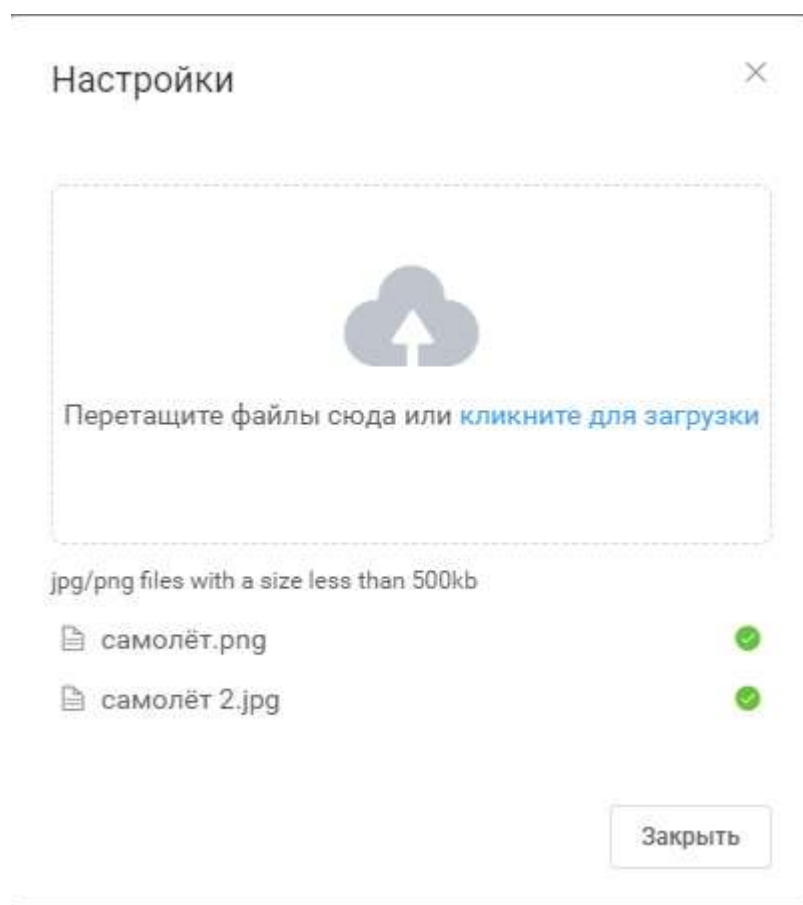 Настройки
Перетащите файлы сюда или кликните для загрузки
jpg/png files with a size less than 500kb
самолёт.png
самолёт 2.jpg
Закрыть